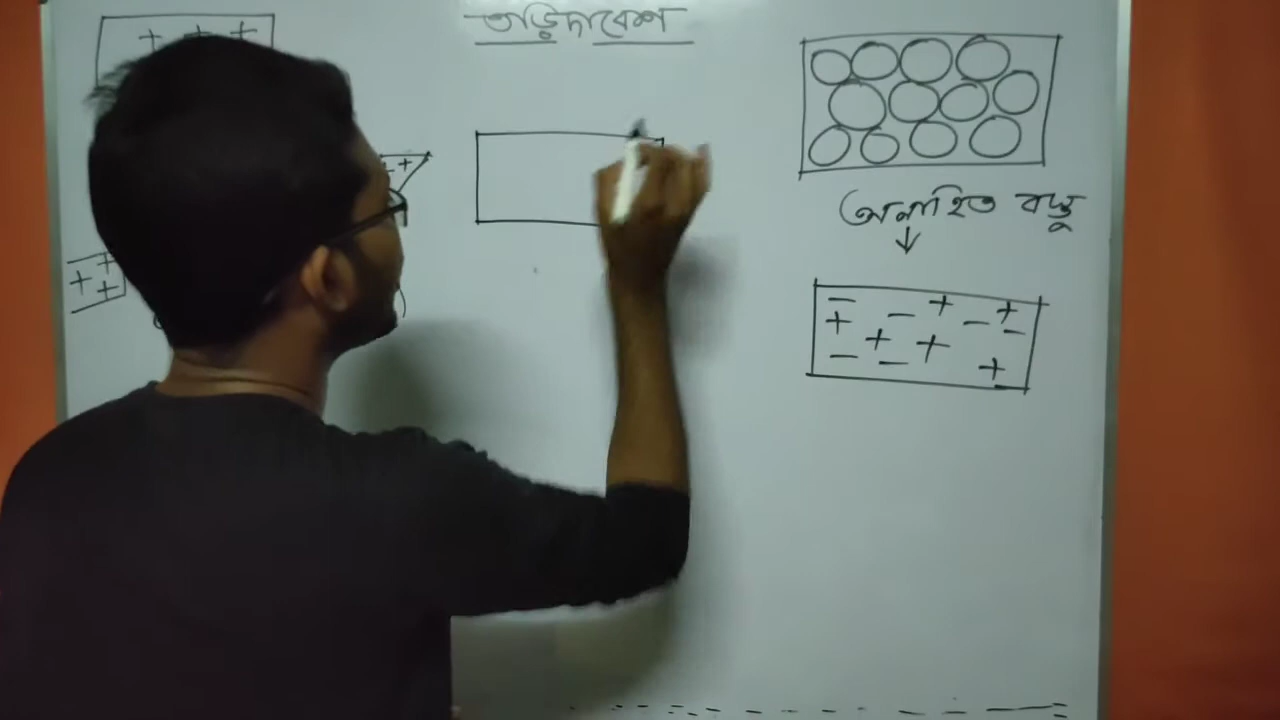 তড়িদাবেশ
+ + +
+ +
+ +
+
অনাহিত বস্তু
↓
− + − + − + − + − + − − +